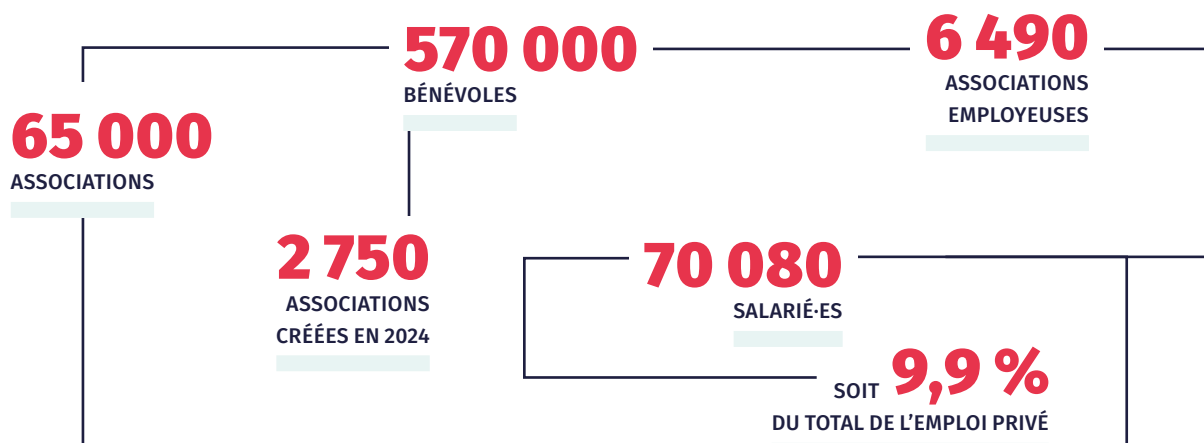 570 000
BÉNÉVOLES
6 490
ASSOCIATIONS
EMPLOYEUSES
65 000
ASSOCIATIONS
2 750
ASSOCIATIONS
CRÉÉES EN 2024
70 080
SALARIÉ·ES
SOIT 9,9 %
DU TOTAL DE L'EMPLOI PRIVÉ